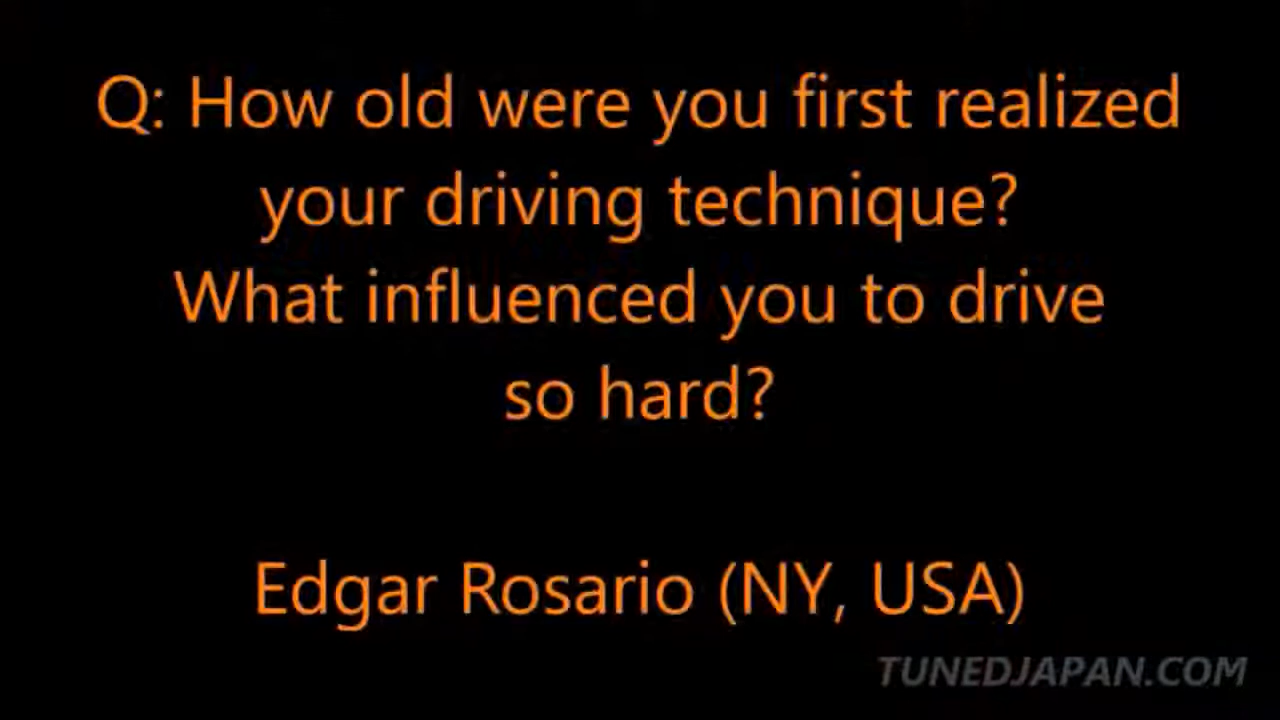 Q: How old were you first realized
your driving technique?
What influenced you to drive
so hard?
Edgar Rosario (NY, USA)
TUNEDJAPAN.COM